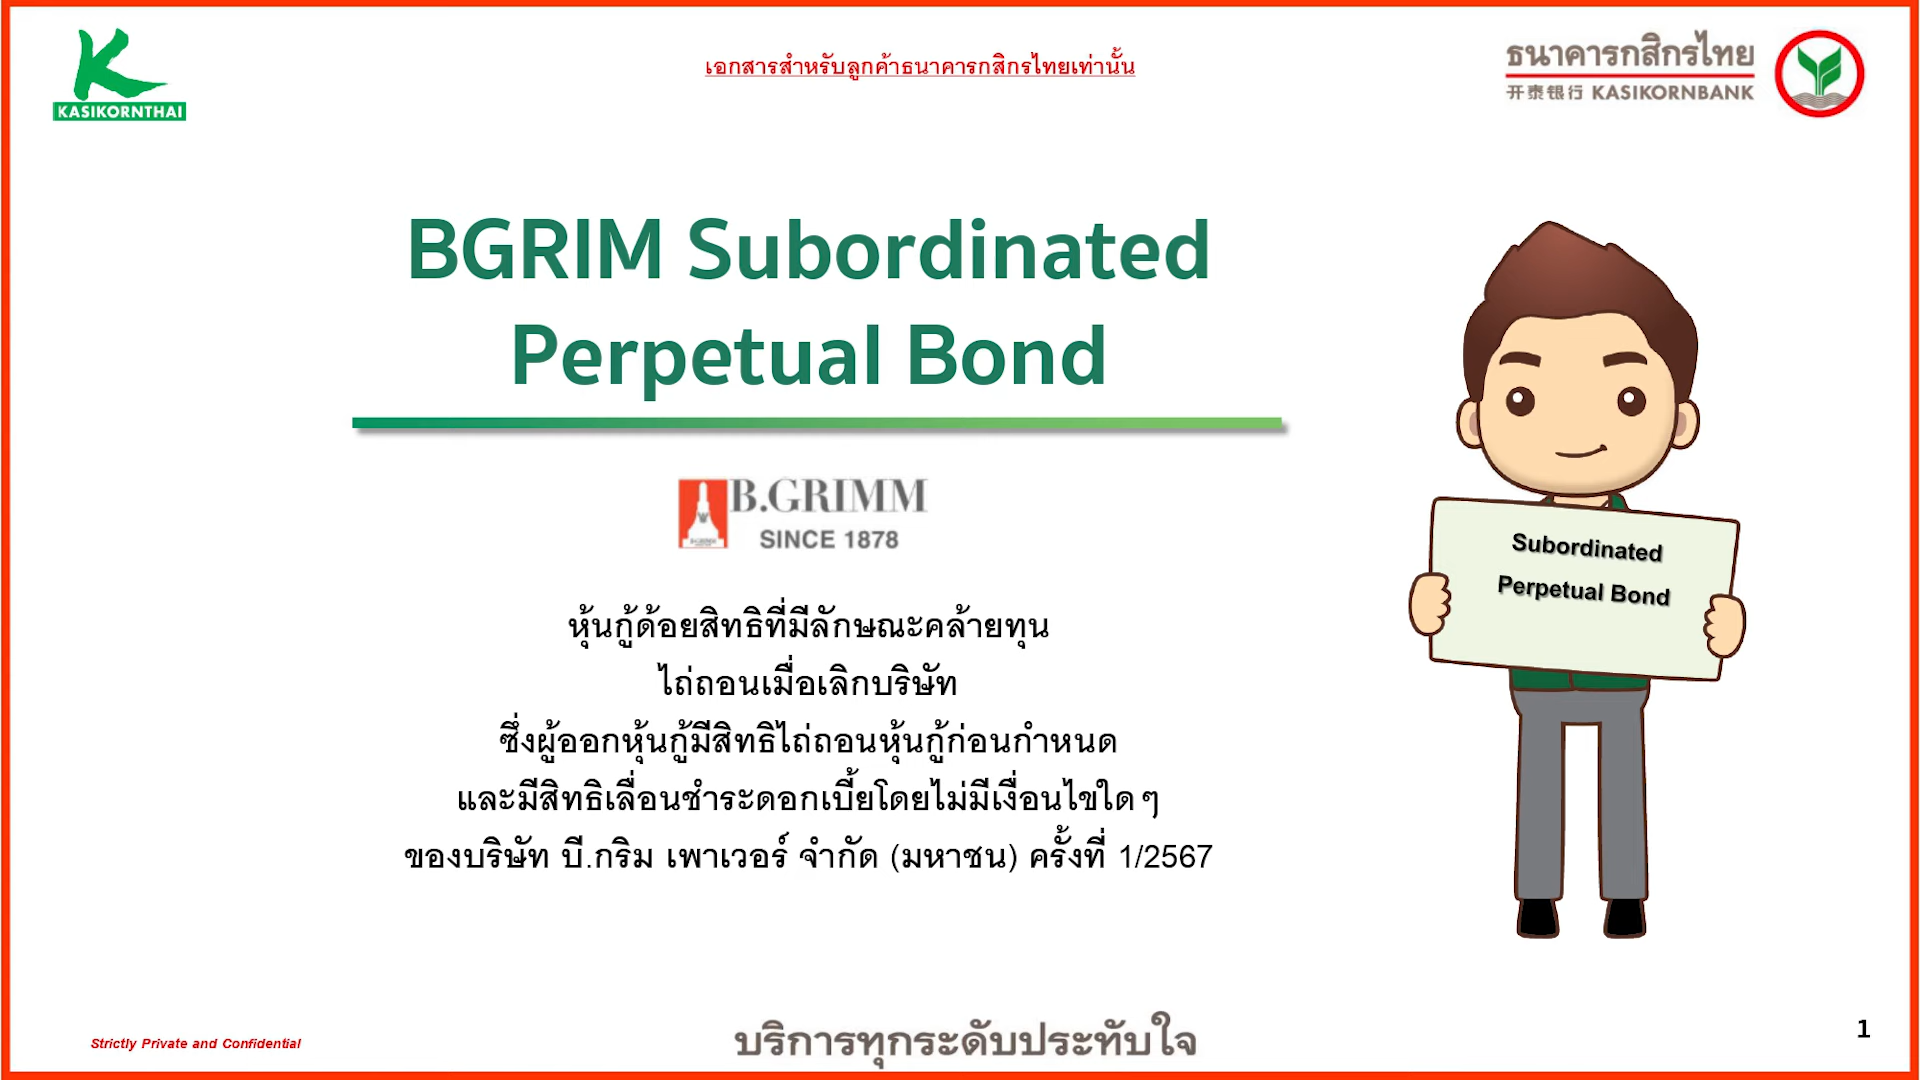 KASIKORNTHAI
เอกสารสำหรับลูกค้าธนาคารกสิกรไทยเท่านั้น
ธนาคารกสิกรไทย
开泰银行 KASIKORNBANK
BGRIM Subordinated
Perpetual Bond
B.GRIMM
SINCE 1878
Subordinated
Perpetual Bond
หุ้นกู้ด้อยสิทธิที่มีลักษณะคล้ายทุน
ไถ่ถอนเมื่อเลิกบริษัท
ซึ่งผู้ออกหุ้นกู้มีสิทธิไถ่ถอนหุ้นกู้ก่อนกำหนด
และมีสิทธิเลื่อนชำระดอกเบี้ยโดยไม่มีเงื่อนไขใดๆ
ของบริษัท บี.กริม เพาเวอร์ จำกัด (มหาชน) ครั้งที่ 1/2567
Strictly Private and Confidential
บริการทุกระดับประทับใจ
1